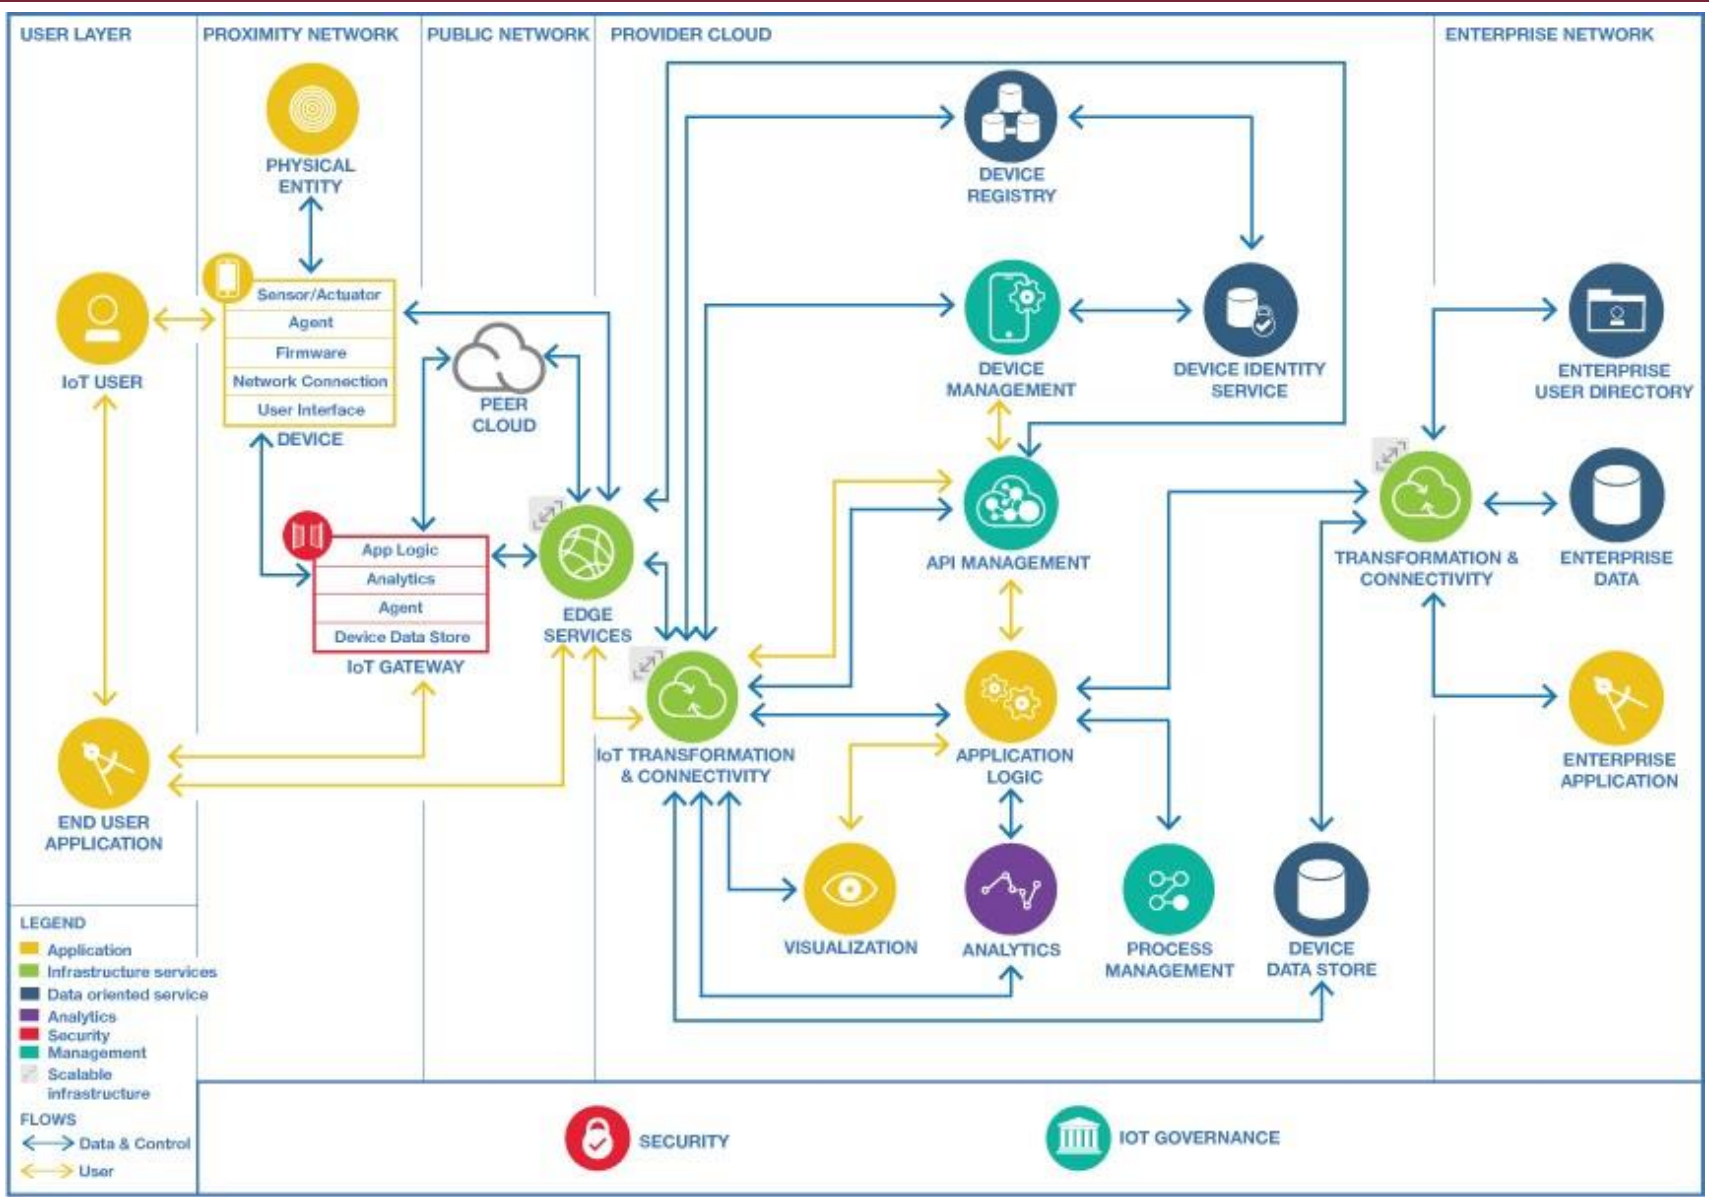 USER LAYER
PROXIMITY NETWORK
PUBLIC NETWORK
PROVIDER CLOUD
ENTERPRISE NETWORK
PHYSICAL
ENTITY
Sensor/Actuator
Agent
Firmware
Network Connection
User Interface
DEVICE
IoT USER
PEER
CLOUD
App Logic
Analytics
Agent
Device Data Store
IoT GATEWAY
EDGE
SERVICES
END USER
APPLICATION
DEVICE
REGISTRY
DEVICE
MANAGEMENT
DEVICE IDENTITY
SERVICE
API MANAGEMENT
IoT TRANSFORMATION
& CONNECTIVITY
APPLICATION
LOGIC
VISUALIZATION
ANALYTICS
PROCESS
MANAGEMENT
DEVICE
DATA STORE
TRANSFORMATION &
CONNECTIVITY
ENTERPRISE
USER DIRECTORY
ENTERPRISE
DATA
ENTERPRISE
APPLICATION
LEGEND
Application
Infrastructure services
Data oriented service
Analytics
Security
Management
Scalable
infrastructure
FLOWS
Data & Control
User
SECURITY
IOT GOVERNANCE